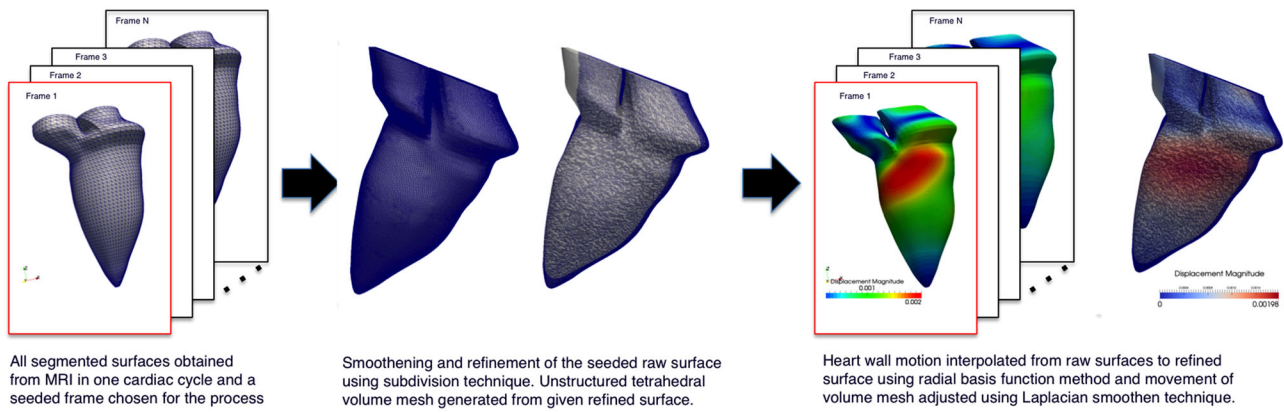 Frame N
Frame 3
Frame 2
Frame 1
All segmented surfaces obtained
from MRI in one cardiac cycle and a
seeded frame chosen for the process
Smoothening and refinement of the seeded raw surface
using subdivision technique. Unstructured tetrahedral
volume mesh generated from given refined surface.
Frame N
Frame 3
Frame 2
Frame 1
Displacement Magnitude
0.001
0.002
Displacement Magnitude
0
0.00198
Heart wall motion interpolated from raw surfaces to refined
surface using radial basis function method and movement of
volume mesh adjusted using Laplacian smoothen technique.